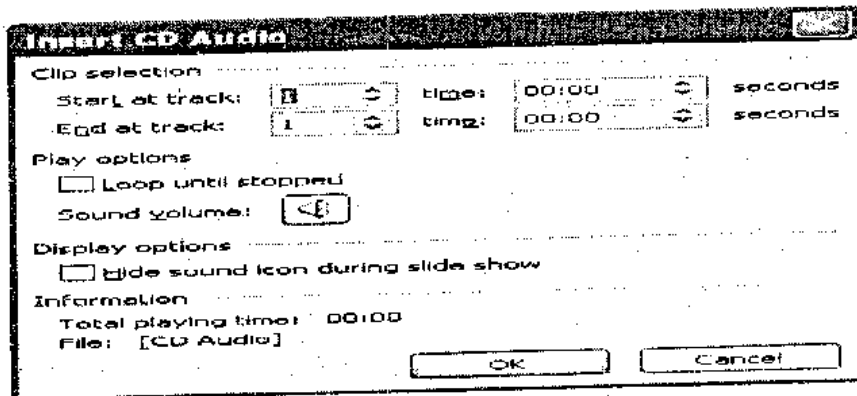 Insert CD Audio
Clip selection
Start at track: 1 time: 00:00 seconds
End at track: 1 time: 00:00 seconds
Play options
Loop until stopped
Sound volume:
Display options
Hide sound icon during slide show
Information
Total playing time: 00:00
File: [CD Audio]
OK Cancel